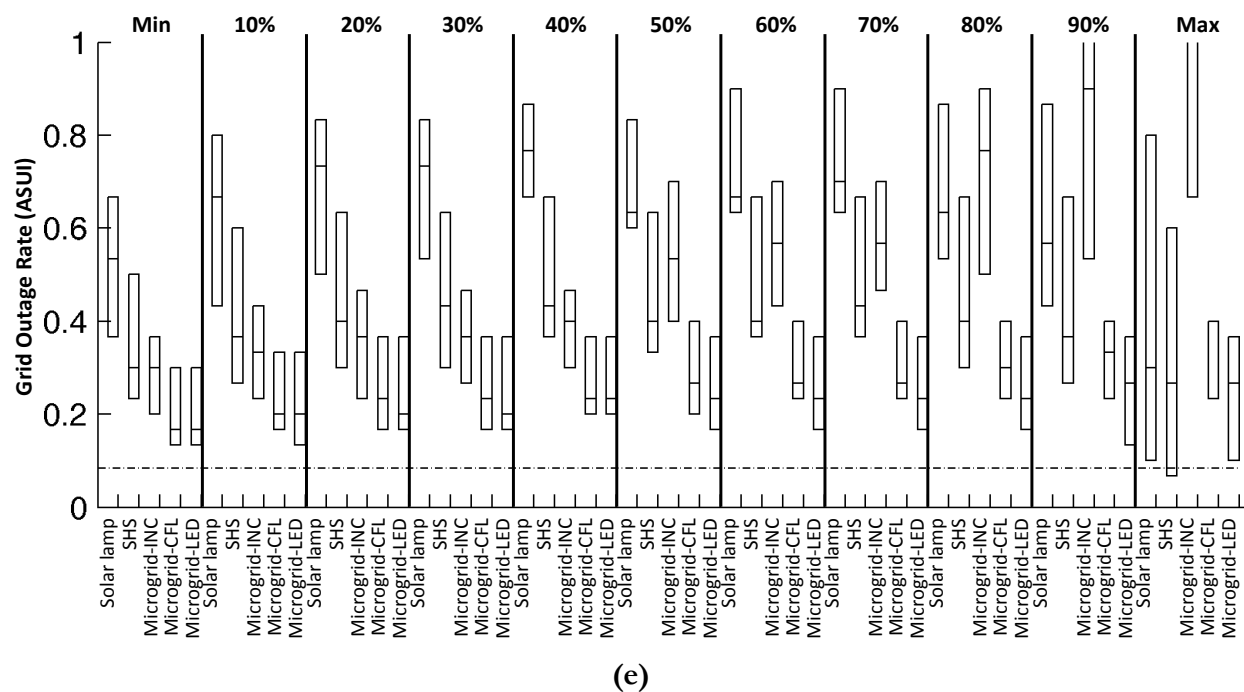 Min 10% 20% 30% 40% 50% 60% 70% 80% 90% Max
Grid Outage Rate (ASUI)
1
0.8
0.6
0.4
0.2
0
Solar lamp
SHS
Microgrid-INC
Microgrid-CFL
Microgrid-LED
Solar lamp
SHS
Microgrid-INC
Microgrid-CFL
Microgrid-LED
Solar lamp
SHS
Microgrid-INC
Microgrid-CFL
Microgrid-LED
Solar lamp
SHS
Microgrid-INC
Microgrid-CFL
Microgrid-LED
Solar lamp
SHS
Microgrid-INC
Microgrid-CFL
Microgrid-LED
Solar lamp
SHS
Microgrid-INC
Microgrid-CFL
Microgrid-LED
Solar lamp
SHS
Microgrid-INC
Microgrid-CFL
Microgrid-LED
Solar lamp
SHS
Microgrid-INC
Microgrid-CFL
Microgrid-LED
Solar lamp
SHS
Microgrid-INC
Microgrid-CFL
Microgrid-LED
Solar lamp
SHS
Microgrid-INC
Microgrid-CFL
Microgrid-LED
Solar lamp
SHS
Microgrid-INC
Microgrid-CFL
Microgrid-LED
(e)